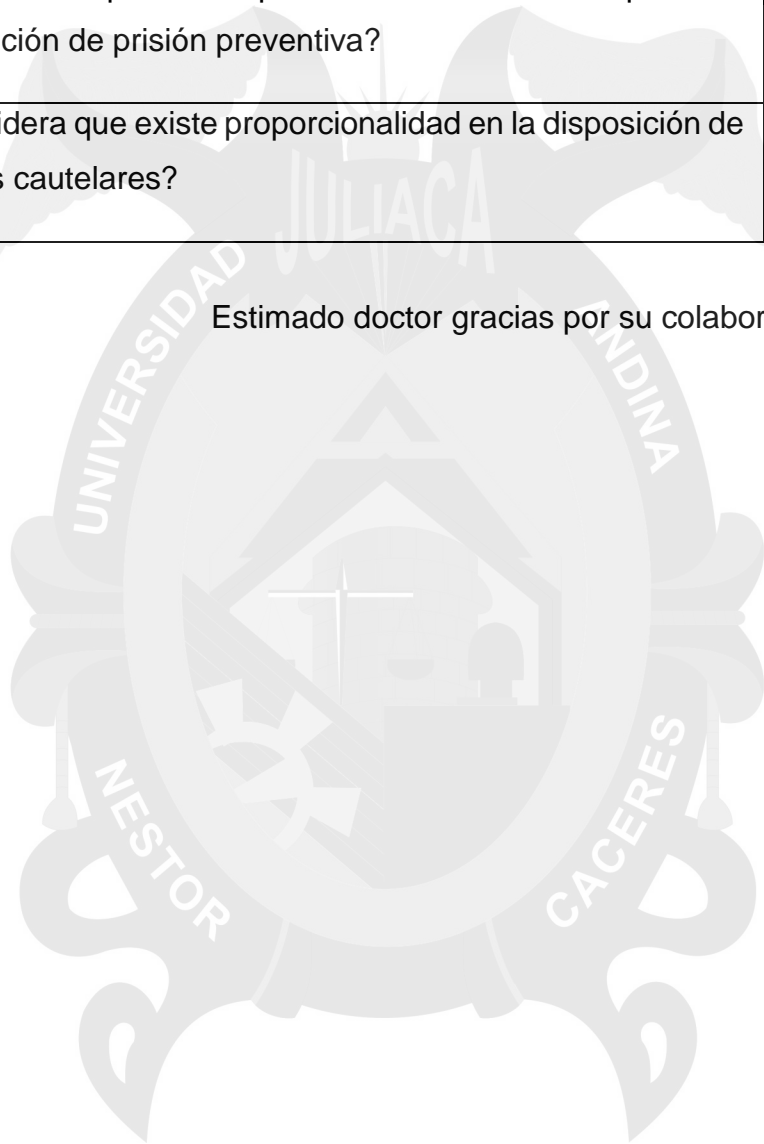 ción de prisión preventiva?
idera que existe proporcionalidad en la disposición de
s cautelares?
Estimado doctor gracias por su colabor
UNIVERSIDAD ANDINA
NESTOR CACERES
JULIACA